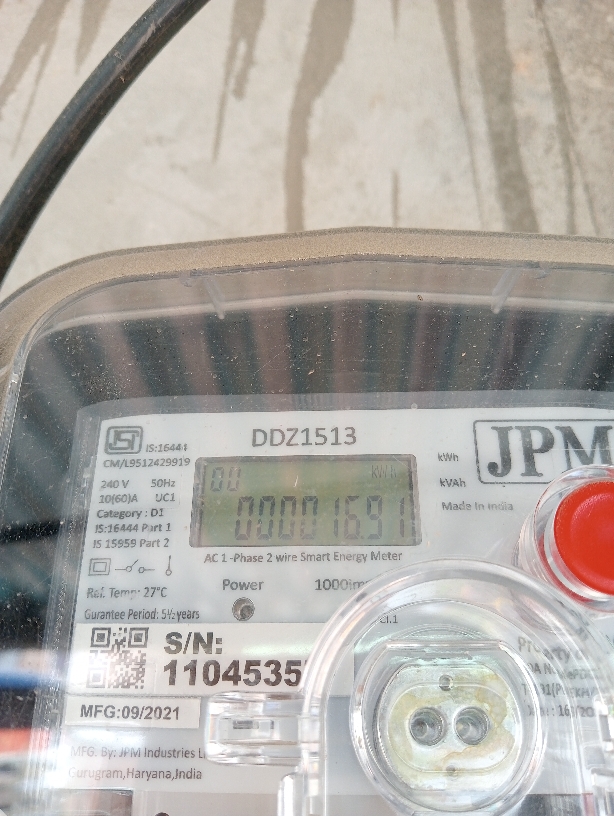 DDZ1513
IS:16444
CM/L9512429919
240 V 50Hz
10(60)A UC1
Category : D1
IS:16444 Part 1
IS 15959 Part 2
Ref. Temp: 27°C
Gurantee Period: 5½ years
KWh
000016.91
AC 1 -Phase 2 wire Smart Energy Meter
Power
kWh
kVAh
JPM
Made in India
S/N:
1104535
MFG:09/2021
MFG. By: JPM Industries
Gurugram,Haryana,India